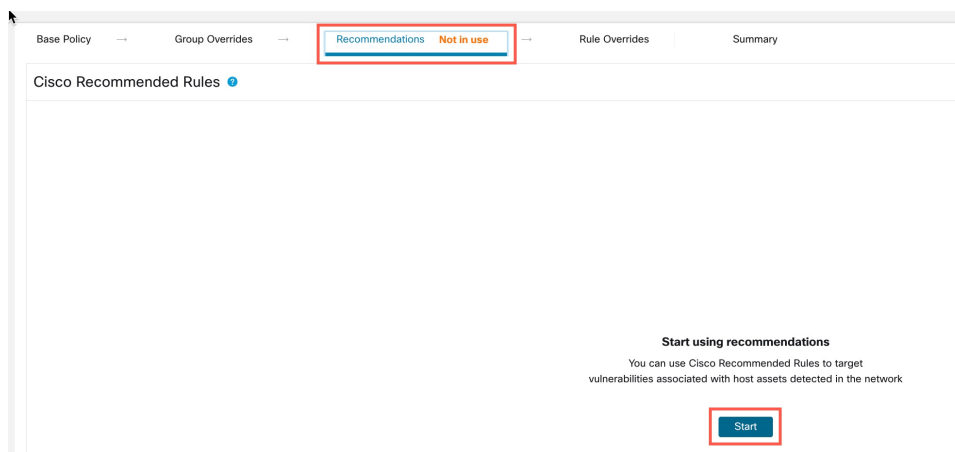 Base Policy → Group Overrides → Recommendations Not in use → Rule Overrides Summary
Cisco Recommended Rules ?
Start using recommendations
You can use Cisco Recommended Rules to target
vulnerabilities associated with host assets detected in the network
Start